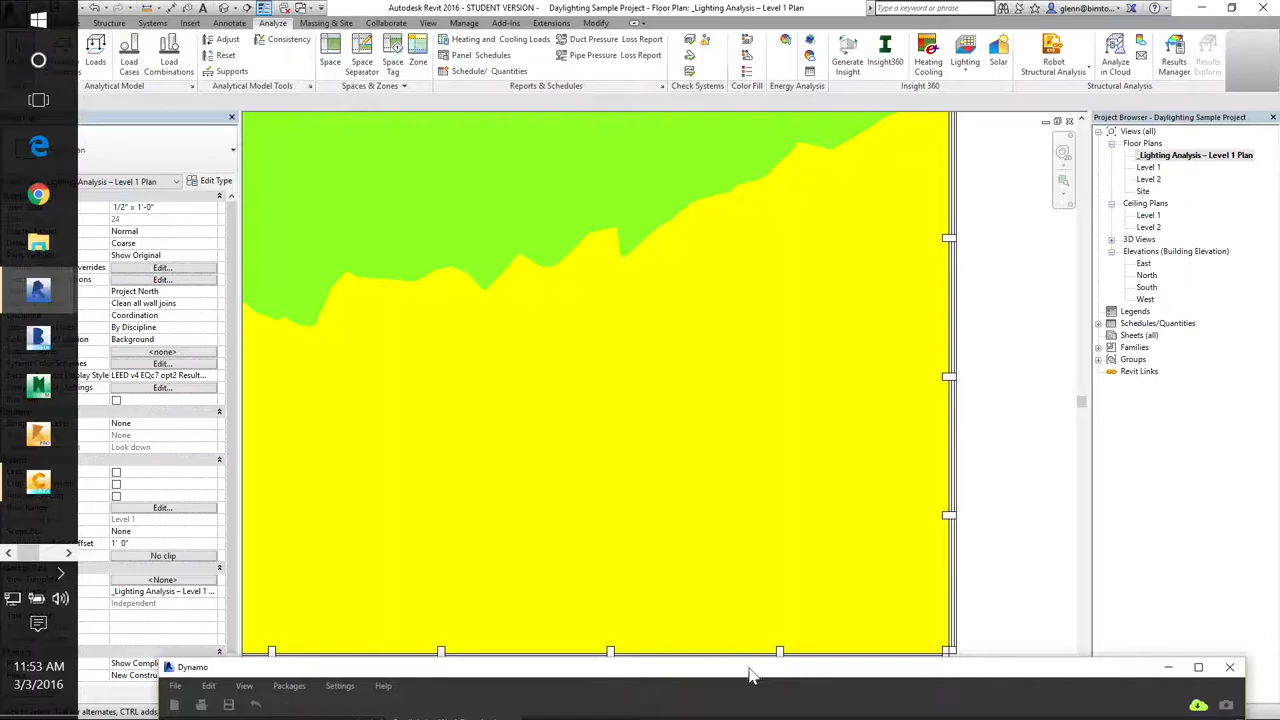 Autodesk Revit 2016 - STUDENT VERSION - Daylighting Sample Project - Floor Plan: _Lighting Analysis – Level 1 Plan
Type a keyword or phrase
glenn@bimto...
Structure Systems Insert Annotate Analyze Massing & Site Collaborate View Manage Add-Ins Extensions Modify
Loads
Load Cases
Load Combinations
Adjust
Reset
Supports
Consistency
Space
Space Separator
Space Tag
Zone
Heating and Cooling Loads
Panel Schedules
Schedule/ Quantities
Duct Pressure Loss Report
Pipe Pressure Loss Report
Generate Insight
Insight360
Heating Cooling
Lighting
Solar
Robot Structural Analysis
Analyze in Cloud
Results Manager
Results Explorer
Analytical Model
Analytical Model Tools
Spaces & Zones
Reports & Schedules
Check Systems
Color Fill
Energy Analysis
Insight 360
Structural Analysis
Project Browser - Daylighting Sample Project
Views (all)
Floor Plans
_Lighting Analysis – Level 1 Plan
Level 1
Level 2
Site
Ceiling Plans
Level 1
Level 2
3D Views
Elevations (Building Elevation)
East
North
South
West
Legends
Schedules/Quantities
Sheets (all)
Families
Groups
Revit Links
Edit Type
1/2" = 1'-0"
24
Normal
Coarse
Show Original
Edit...
Edit...
Project North
Clean all wall joins
Coordination
By Discipline
Background
<none>
Edit...
LEED v4 EQc7 opt2 Result...
Edit...
None
None
Look down
Edit...
Level 1
None
1' 0"
No clip
<None>
_Lighting Analysis – Level 1 ...
Independent
Show Comple
New Constru
11:53 AM
3/3/2016
Dynamo
File Edit View Packages Settings Help